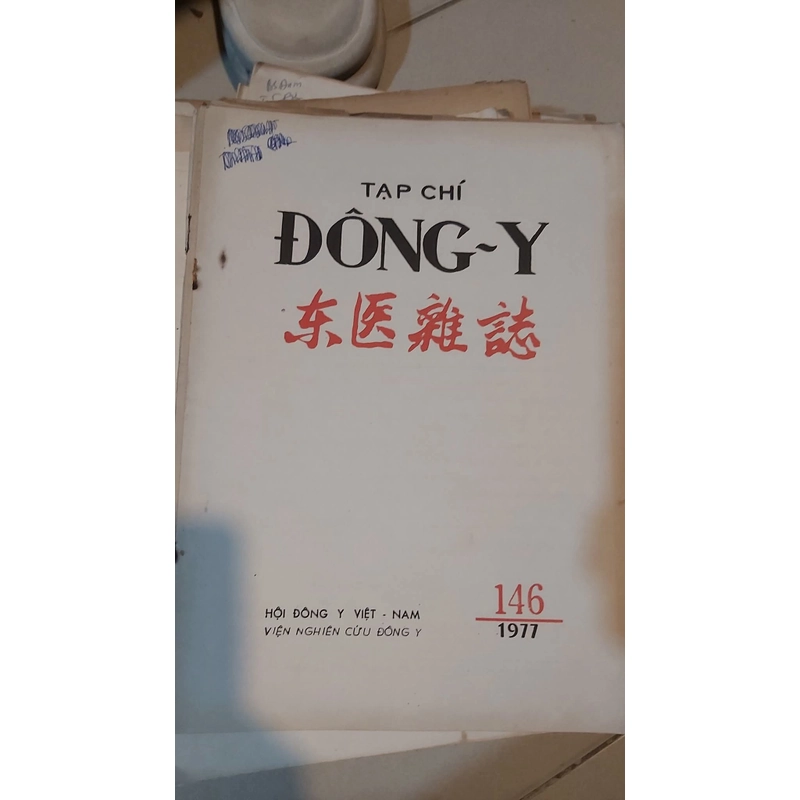 TẠP CHÍ
ĐÔNG~Y
东医雜誌
HỘI ĐÔNG Y VIỆT - NAM
VIỆN NGHIÊN CỨU ĐÔNG Y
146
1977